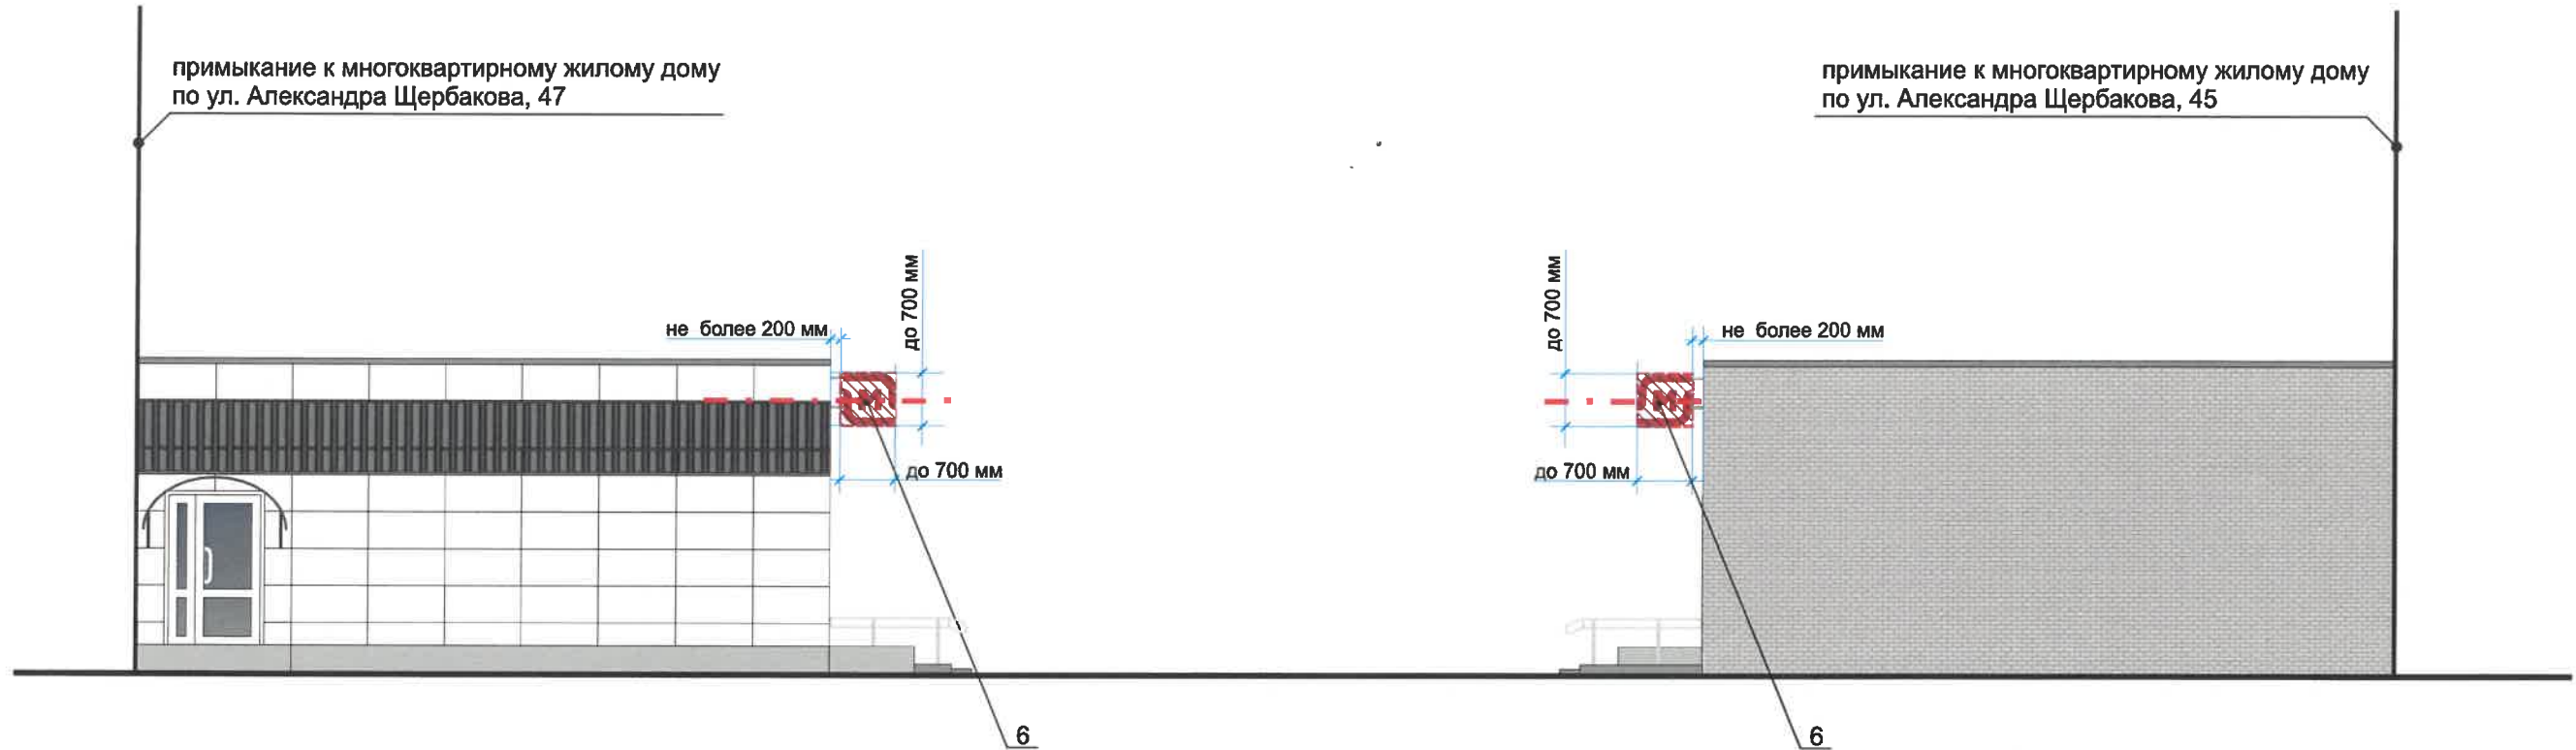 примыкание к многоквартирному жилому дому
по ул. Александра Щербакова, 47
примыкание к многоквартирному жилому дому
по ул. Александра Щербакова, 45
не более 200 мм
до 700 мм
до 700 мм
М
6
до 700 мм
не более 200 мм
до 700 мм
М
6